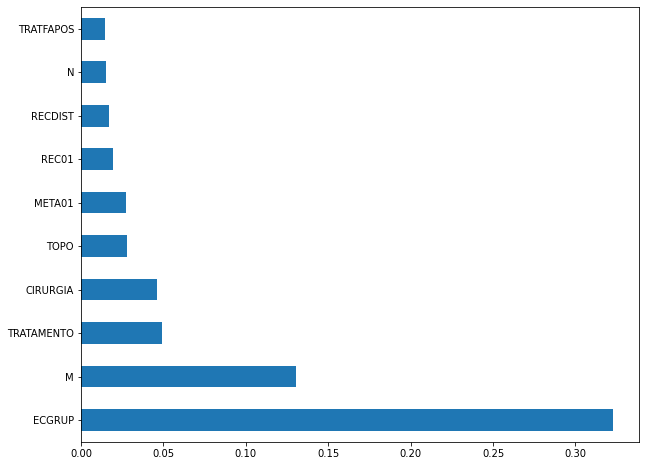 TRATFAPOS
N
RECDIST
REC01
META01
TOPO
CIRURGIA
TRATAMENTO
M
ECGRUP
0.00 0.05 0.10 0.15 0.20 0.25 0.30